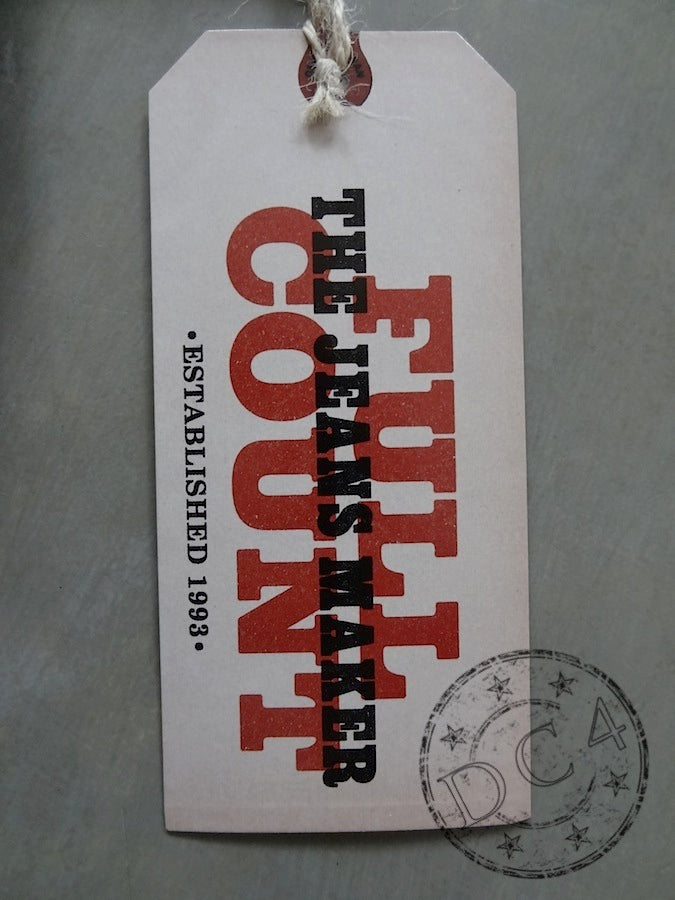 FULL
THE JEANS MAKER
COUNT
•ESTABLISHED 1993•
DC4